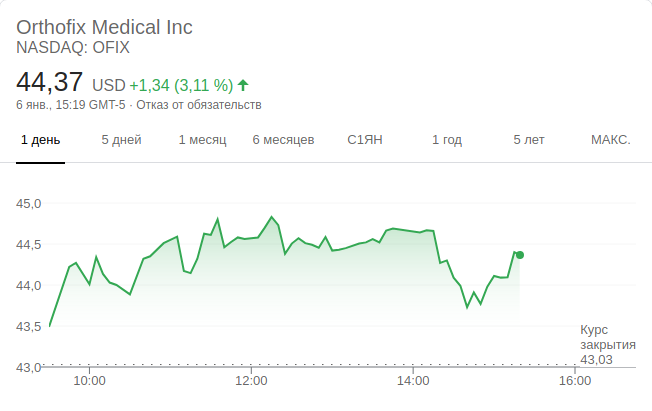 Orthofix Medical Inc
NASDAQ: OFIX
44,37 USD +1,34 (3,11 %)
6 янв., 15:19 GMT-5 · Отказ от обязательств
1 день 5 дней 1 месяц 6 месяцев С1ЯН 1 год 5 лет МАКС.
45,0
44,5
44,0
43,5
43,0
Курс
закрытия
43,03
10:00 12:00 14:00 16:00